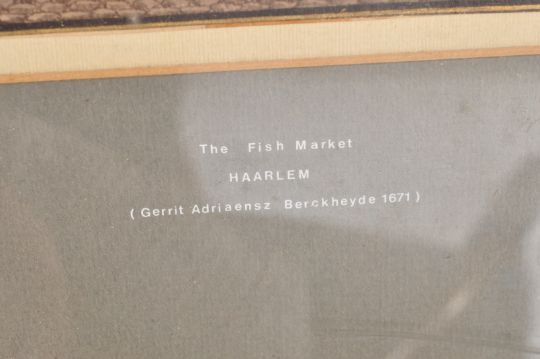 The Fish Market
HAARLEM
( Gerrit Adriaensz Berckheyde 1671 )